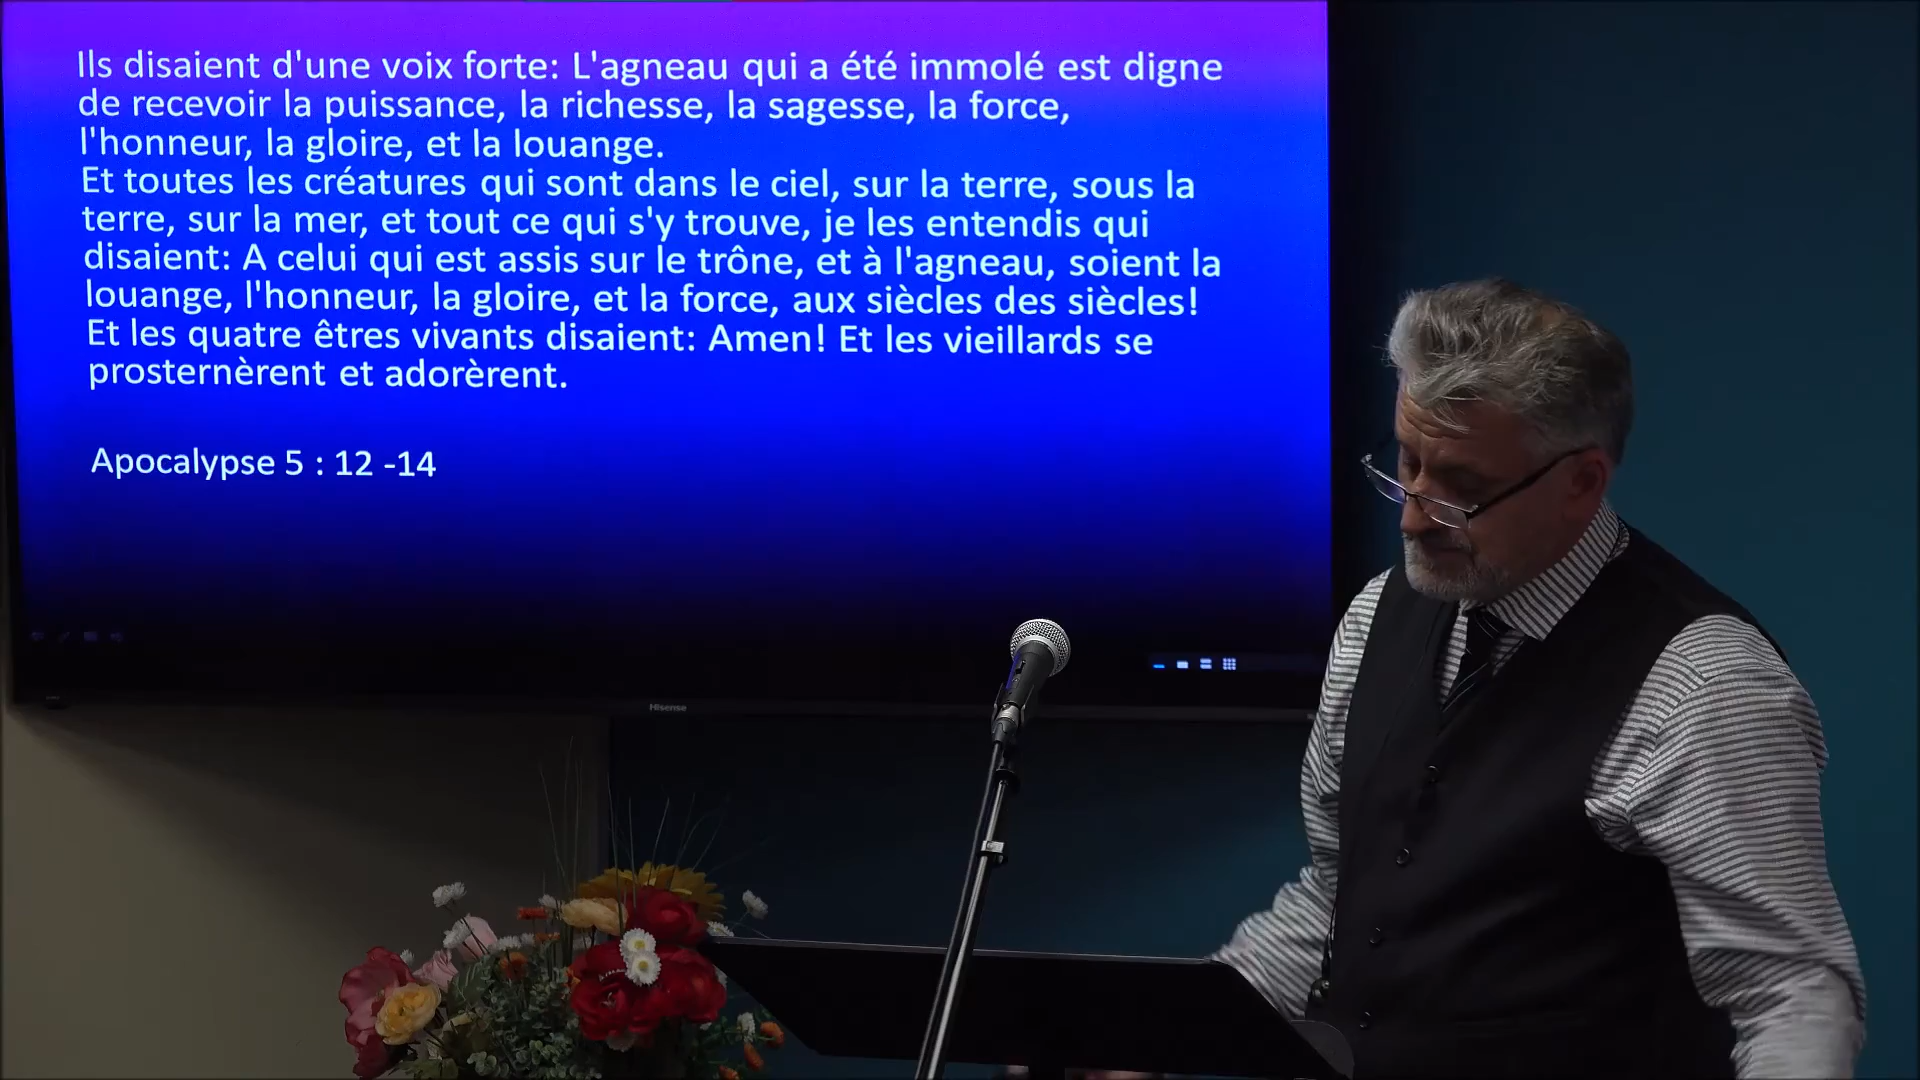 Ils disaient d'une voix forte: L'agneau qui a été immolé est digne
de recevoir la puissance, la richesse, la sagesse, la force,
l'honneur, la gloire, et la louange.
Et toutes les créatures qui sont dans le ciel, sur la terre, sous la
terre, sur la mer, et tout ce qui s'y trouve, je les entendis qui
disaient: A celui qui est assis sur le trône, et à l'agneau, soient la
louange, l'honneur, la gloire, et la force, aux siècles des siècles!
Et les quatre êtres vivants disaient: Amen! Et les vieillards se
prosternèrent et adorèrent.
Apocalypse 5 : 12 -14
Hisense